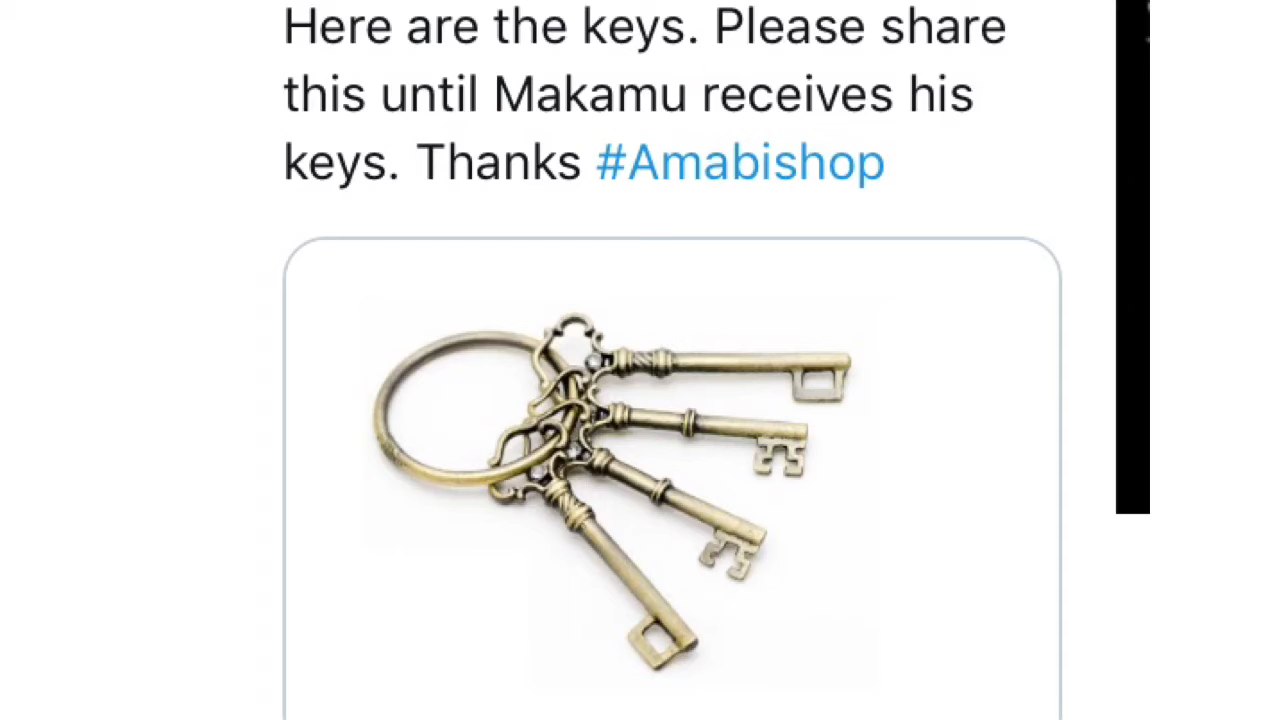 Here are the keys. Please share
this until Makamu receives his
keys. Thanks #Amabishop